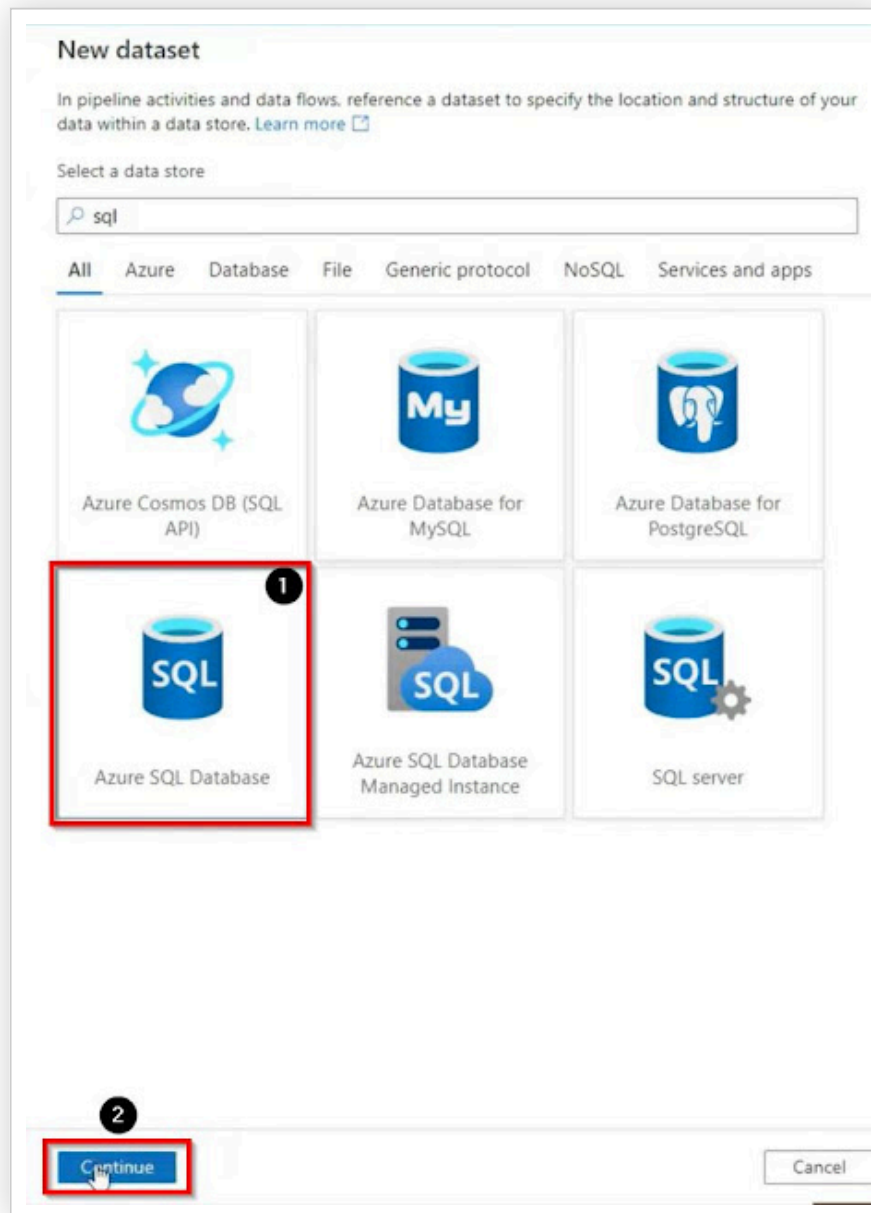 New dataset
In pipeline activities and data flows, reference a dataset to specify the location and structure of your
data within a data store. Learn more
Select a data store
sql
All Azure Database File Generic protocol NoSQL Services and apps
My
Azure Cosmos DB (SQL
API)
Azure Database for
MySQL
Azure Database for
PostgreSQL
1
SQL
Azure SQL Database
SQL
Azure SQL Database
Managed Instance
SQL
SQL server
2
Continue
Cancel